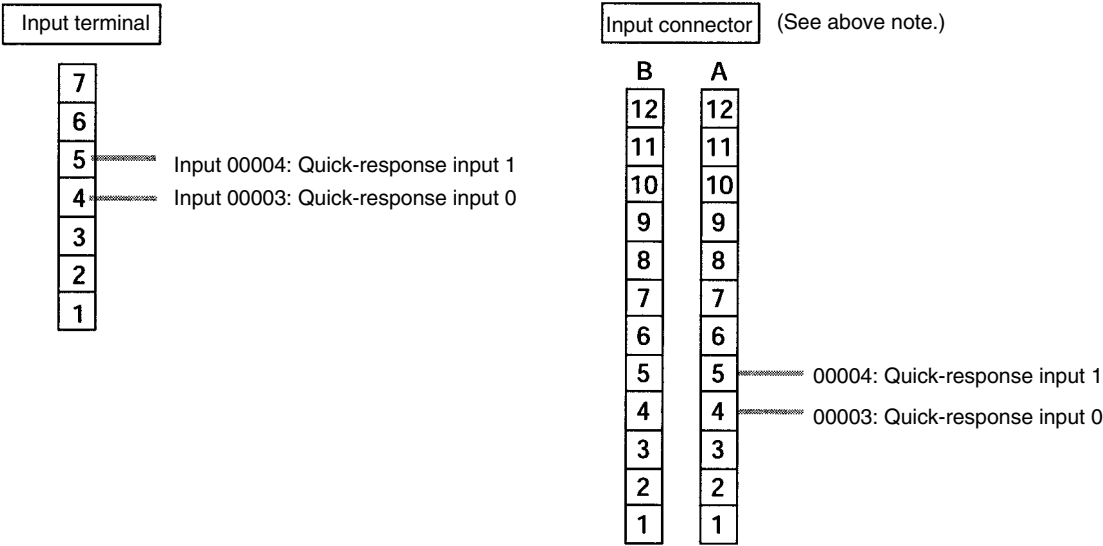 Input terminal
7
6
5
4
3
2
1
Input 00004: Quick-response input 1
Input 00003: Quick-response input 0
Input connector (See above note.)
B A
12 12
11 11
10 10
9 9
8 8
7 7
6 6
5 5 00004: Quick-response input 1
4 4 00003: Quick-response input 0
3 3
2 2
1 1